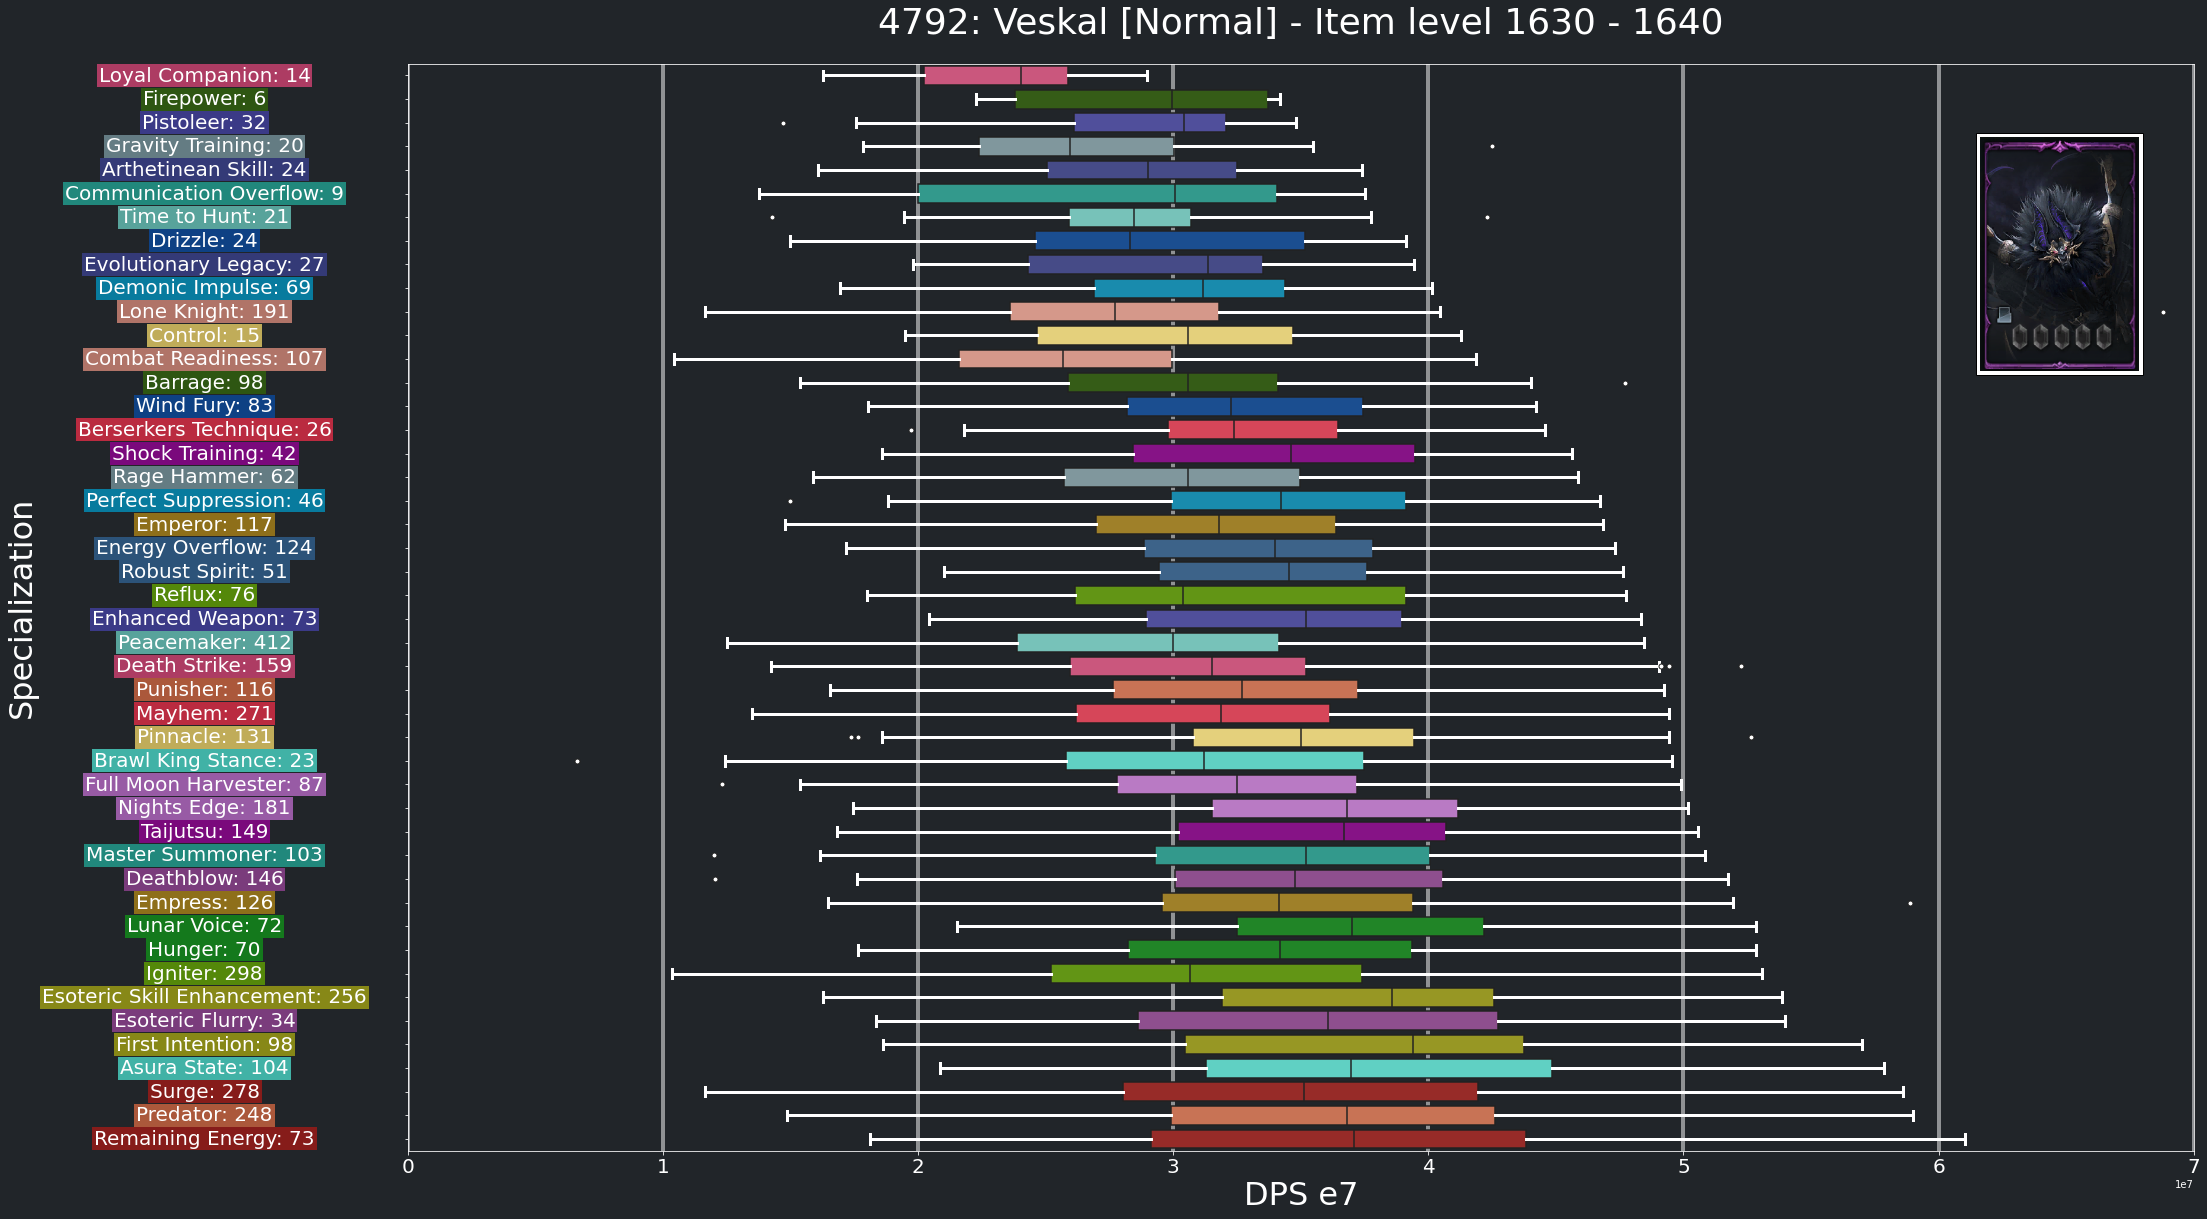 4792: Veskal [Normal] - Item level 1630 - 1640
Loyal Companion: 14
Firepower: 6
Pistoleer: 32
Gravity Training: 20
Arthetinean Skill: 24
Communication Overflow: 9
Time to Hunt: 21
Drizzle: 24
Evolutionary Legacy: 27
Demonic Impulse: 69
Lone Knight: 191
Control: 15
Combat Readiness: 107
Barrage: 98
Wind Fury: 83
Berserkers Technique: 26
Shock Training: 42
Rage Hammer: 62
Perfect Suppression: 46
Emperor: 117
Energy Overflow: 124
Robust Spirit: 51
Reflux: 76
Enhanced Weapon: 73
Peacemaker: 412
Death Strike: 159
Punisher: 116
Mayhem: 271
Pinnacle: 131
Brawl King Stance: 23
Full Moon Harvester: 87
Nights Edge: 181
Taijutsu: 149
Master Summoner: 103
Deathblow: 146
Empress: 126
Lunar Voice: 72
Hunger: 70
Igniter: 298
Esoteric Skill Enhancement: 256
Esoteric Flurry: 34
First Intention: 98
Asura State: 104
Surge: 278
Predator: 248
Remaining Energy: 73
Specialization
0 1 2 3 4 5 6 7
DPS e7
1e7